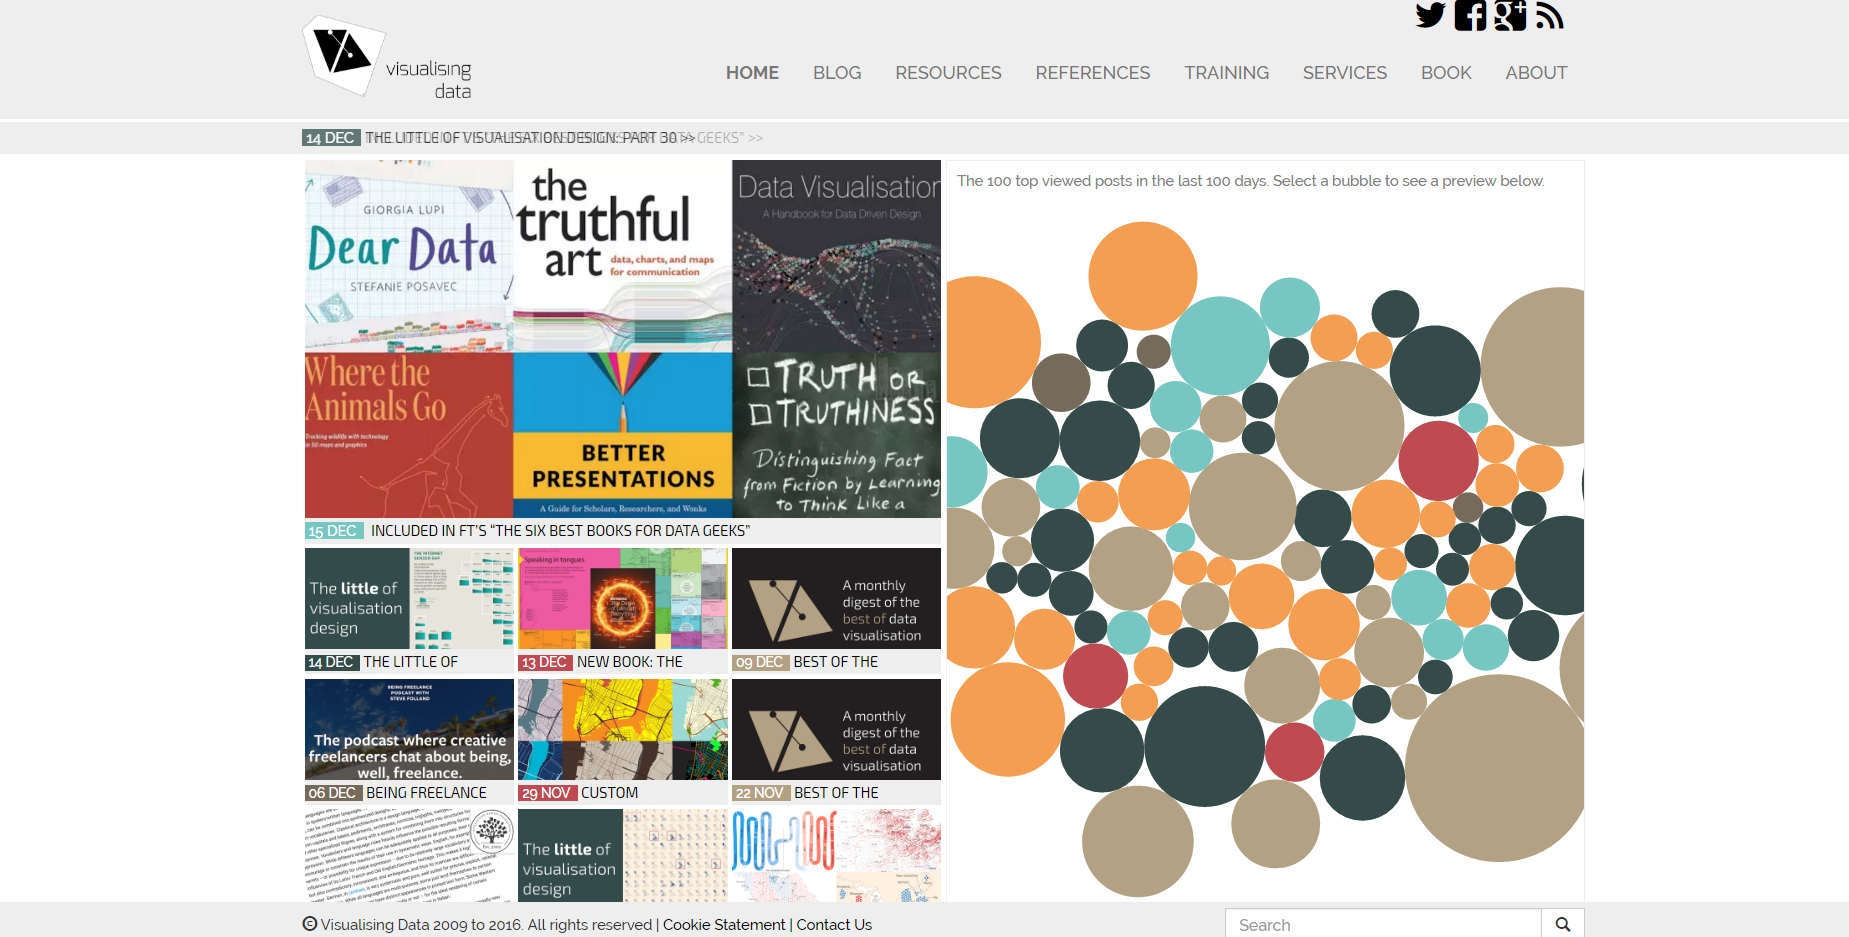 visualising
data
HOME BLOG RESOURCES REFERENCES TRAINING SERVICES BOOK ABOUT
14 DEC THE LITTLE OF VISUALISATION DESIGN: PART 30 >>
GEEKS” >>
GIORGIA LUPI
Dear Data
STEFANIE POSAVEC
the
truthful
art
data, charts, and maps
for communication
Data Visualisation
A Handbook for Data Driven Design
Where the
Animals Go
Tracking wildlife with technology
in 50 maps and graphics
BETTER
PRESENTATIONS
A Guide for Scholars, Researchers, and Wonks
TRUTH OR
TRUTHINESS
Distinguishing Fact
from Fiction by Learning
to Think Like a
15 DEC INCLUDED IN FT’S “THE SIX BEST BOOKS FOR DATA GEEKS”
The little of
visualisation
design
THE INTERNET
GENDER GAP
14 DEC THE LITTLE OF
Speaking in tongues
13 DEC NEW BOOK: THE
A monthly
digest of the
best of data
visualisation
09 DEC BEST OF THE
BEING FREELANCE
PODCAST WITH
STEVE FOLLAND
The podcast where creative
freelancers chat about being,
well, freelance.
06 DEC BEING FREELANCE
29 NOV CUSTOM
A monthly
digest of the
best of data
visualisation
22 NOV BEST OF THE
The little of
visualisation
design
The 100 top viewed posts in the last 100 days. Select a bubble to see a preview below.
© Visualising Data 2009 to 2016. All rights reserved | Cookie Statement | Contact Us
Search